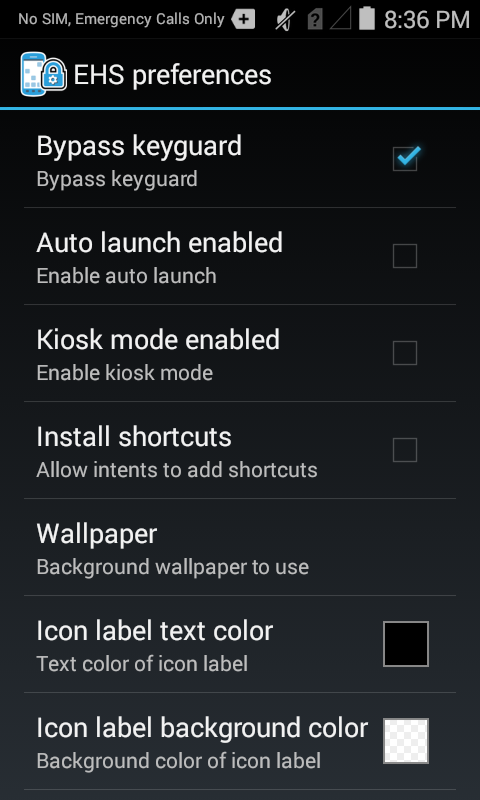 No SIM, Emergency Calls Only 8:36 PM
EHS preferences
Bypass keyguard
Bypass keyguard
Auto launch enabled
Enable auto launch
Kiosk mode enabled
Enable kiosk mode
Install shortcuts
Allow intents to add shortcuts
Wallpaper
Background wallpaper to use
Icon label text color
Text color of icon label
Icon label background color
Background color of icon label